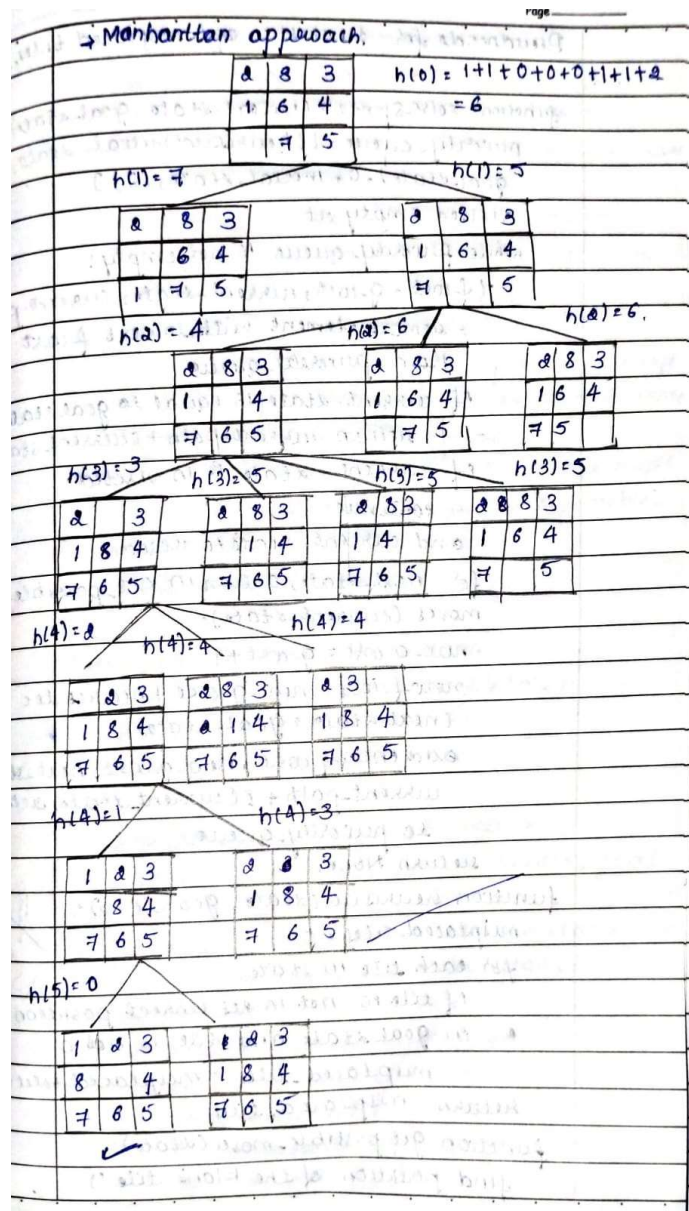 Page
→ Manhanttan approach.
2 8 3
1 6 4
7 5
h(0) = 1+1+0+0+0+1+1+2
= 6
h(1) = 7
h(1) = 5
2 8 3
6 4
1 7 5
2 8 3
1 6 4
7 5
h(2) = 4
h(2) = 6
h(2) = 6.
2 8 3
1 4
7 6 5
2 8 3
1 6 4
7 5
2 8 3
1 6 4
7 5
h(3) = 3
h(3) = 5
h(3) = 5
h(3) = 5
2 3
1 8 4
7 6 5
2 8 3
1 4
7 6 5
2 8 3
1 4
7 6 5
2 8 8 3
1 6 4
7 5
h(4) = 2
h(4) = 4
h(4) = 4
2 3
1 8 4
7 6 5
2 8 3
2 1 4
7 6 5
2 3
1 8 4
7 6 5
h(4) = 1
h(4) = 3
1 2 3
8 4
7 6 5
2 3
1 8 4
7 6 5
h(5) = 0
1 2 3
8 4
7 6 5
1 2 3
1 8 4
7 6 5